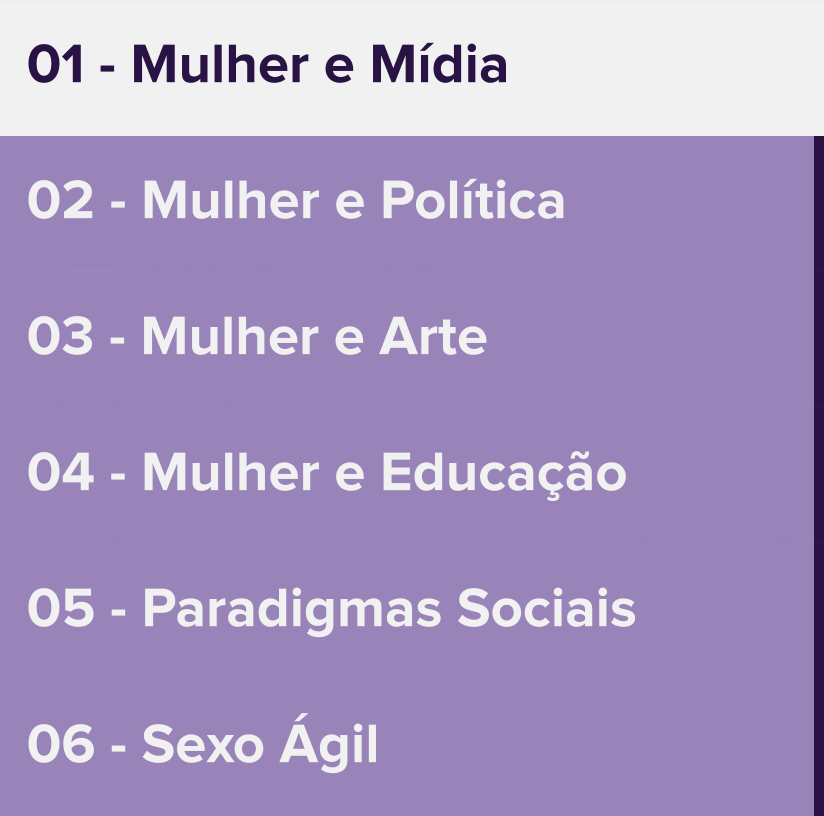 01 - Mulher e Mídia
02 - Mulher e Política
03 - Mulher e Arte
04 - Mulher e Educação
05 - Paradigmas Sociais
06 - Sexo Ágil